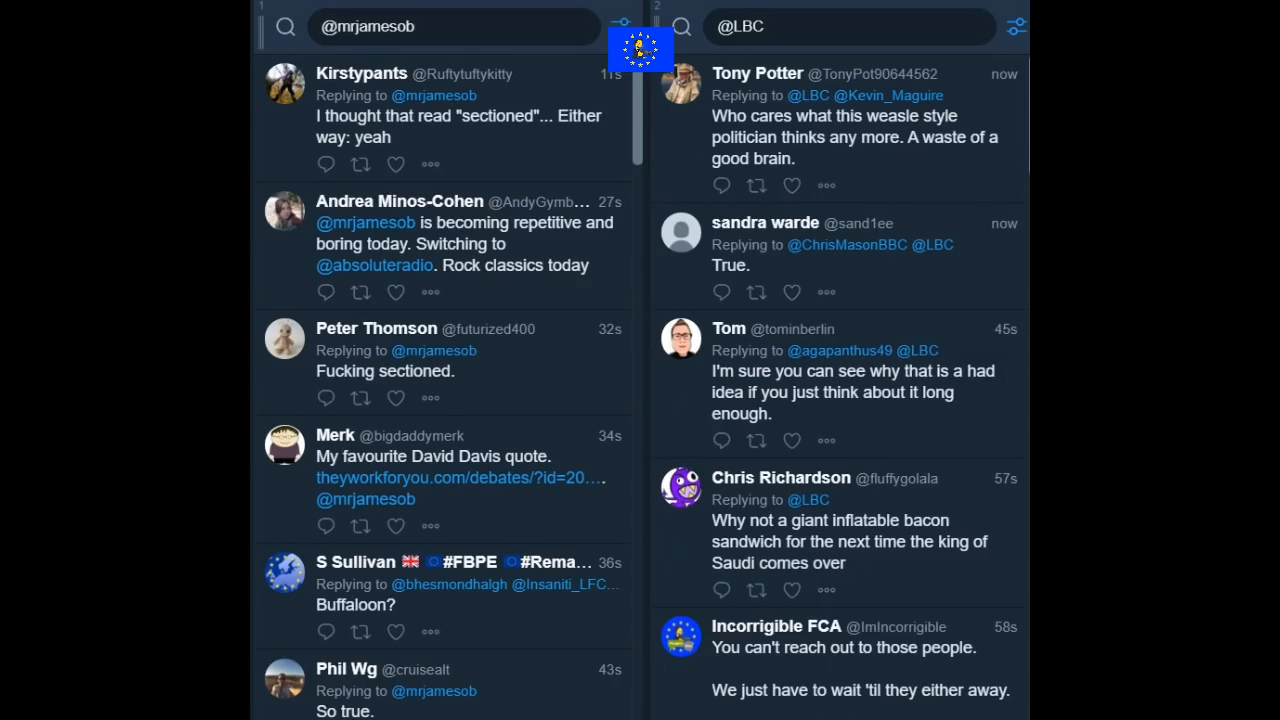 1
@mrjamesob
Kirstypants @Ruftytuftykitty 11s
Replying to @mrjamesob
I thought that read "sectioned"... Either
way: yeah
Andrea Minos-Cohen @AndyGymb... 27s
@mrjamesob is becoming repetitive and
boring today. Switching to
@absoluteradio. Rock classics today
Peter Thomson @futurized400 32s
Replying to @mrjamesob
Fucking sectioned.
Merk @bigdaddymerk 34s
My favourite David Davis quote.
theyworkforyou.com/debates/?id=20....
@mrjamesob
S Sullivan 🇬🇧 🇪🇺#FBPE 🇪🇺#Rema... 36s
Replying to @bhesmondhalgh @Insaniti_LFC...
Buffaloon?
Phil Wg @cruisealt 43s
Replying to @mrjamesob
So true.
2
@LBC
Tony Potter @TonyPot90644562 now
Replying to @LBC @Kevin_Maguire
Who cares what this weasle style
politician thinks any more. A waste of a
good brain.
sandra warde @sand1ee now
Replying to @ChrisMasonBBC @LBC
True.
Tom @tominberlin 45s
Replying to @agapanthus49 @LBC
I'm sure you can see why that is a had
idea if you just think about it long
enough.
Chris Richardson @fluffygolala 57s
Replying to @LBC
Why not a giant inflatable bacon
sandwich for the next time the king of
Saudi comes over
Incorrigible FCA @ImIncorrigible 58s
You can't reach out to those people.
We just have to wait 'til they either away.